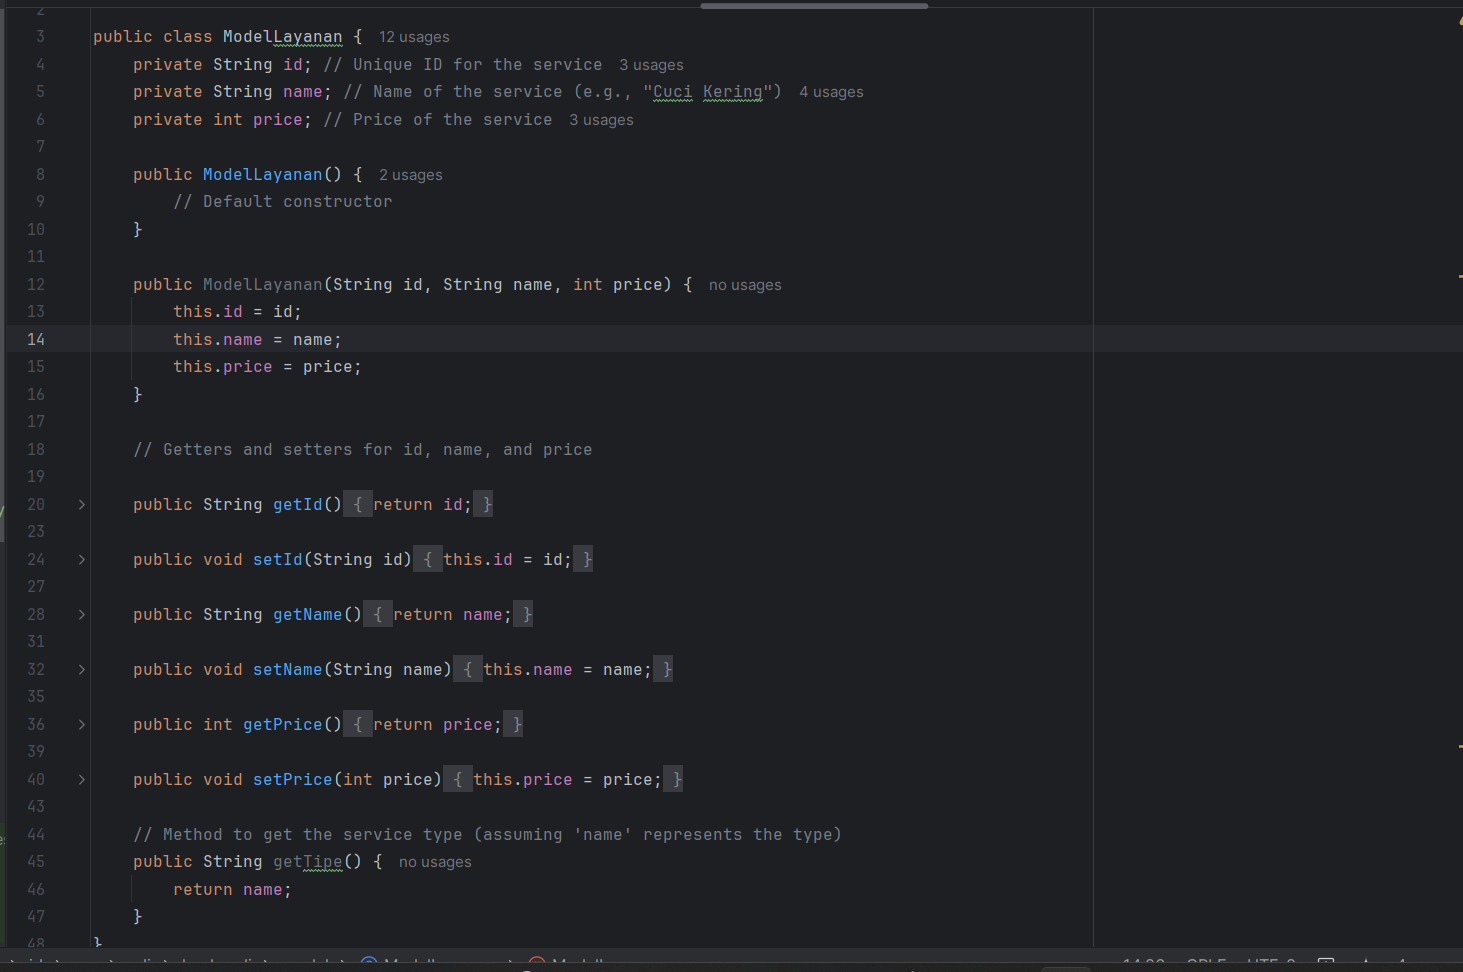 2
3 public class ModelLayanan { 12 usages
4 private String id; // Unique ID for the service 3 usages
5 private String name; // Name of the service (e.g., "Cuci Kering") 4 usages
6 private int price; // Price of the service 3 usages
7
8 public ModelLayanan() { 2 usages
9 // Default constructor
10 }
11
12 public ModelLayanan(String id, String name, int price) { no usages
13 this.id = id;
14 this.name = name;
15 this.price = price;
16 }
17
18 // Getters and setters for id, name, and price
19
20 public String getId() { return id; }
23
24 public void setId(String id) { this.id = id; }
27
28 public String getName() { return name; }
31
32 public void setName(String name) { this.name = name; }
35
36 public int getPrice() { return price; }
39
40 public void setPrice(int price) { this.price = price; }
43
44 // Method to get the service type (assuming 'name' represents the type)
45 public String getTipe() { no usages
46 return name;
47 }
48 }